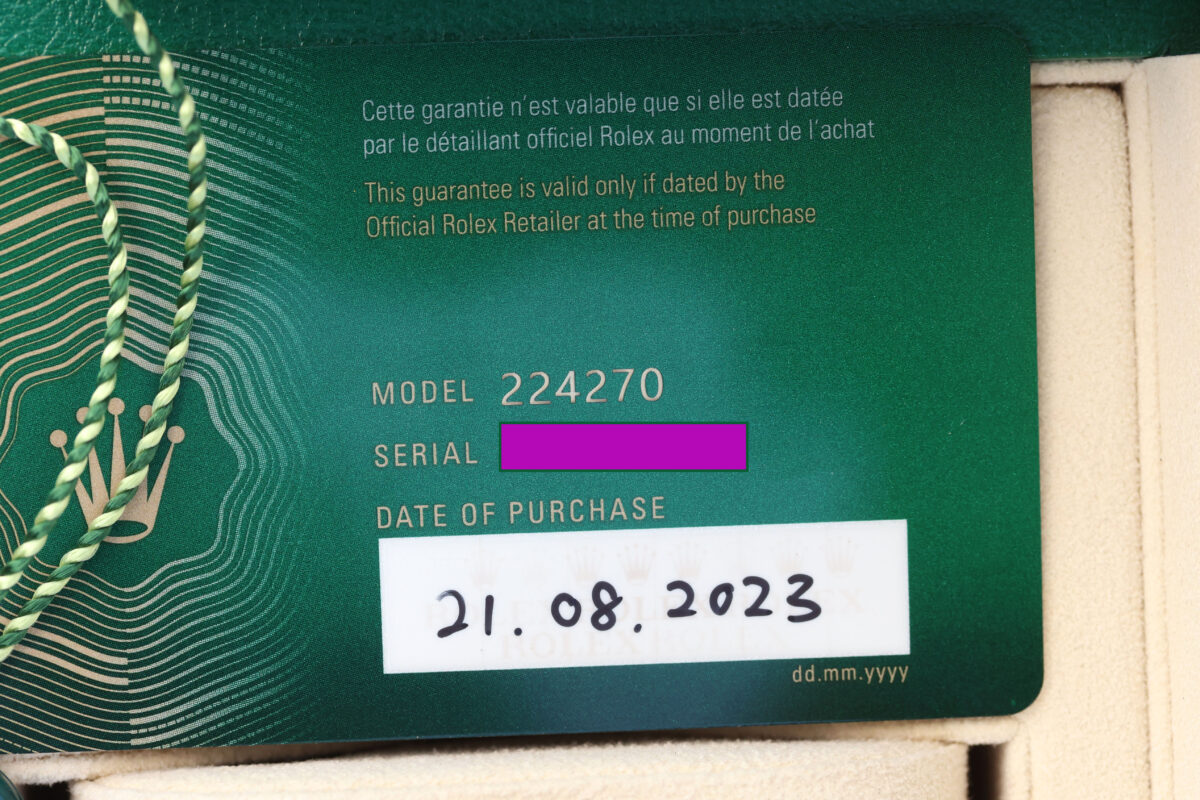 Cette garantie n'est valable que si elle est datée
par le détaillant officiel Rolex au moment de l'achat
This guarantee is valid only if dated by the
Official Rolex Retailer at the time of purchase
MODEL 224270
SERIAL
DATE OF PURCHASE
21.08.2023
ROLEX ROLEX
dd.mm.yyyy